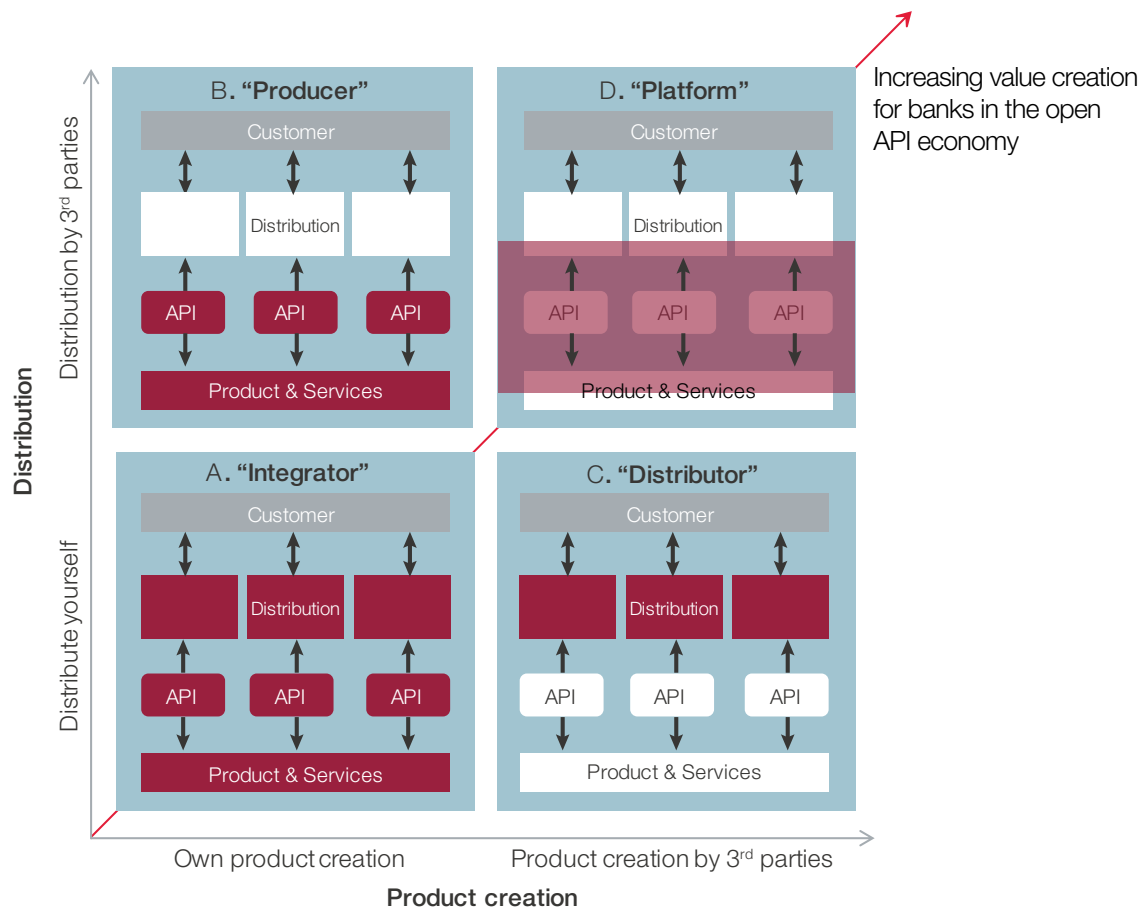 Increasing value creation
for banks in the open
API economy
B. “Producer”
Customer
Distribution
API API API
Product & Services
D. “Platform”
Customer
Distribution
API API API
Product & Services
A. “Integrator”
Customer
Distribution
API API API
Product & Services
C. “Distributor”
Customer
Distribution
API API API
Product & Services
Distribution
Distribution by 3rd parties
Distribute yourself
Own product creation
Product creation by 3rd parties
Product creation